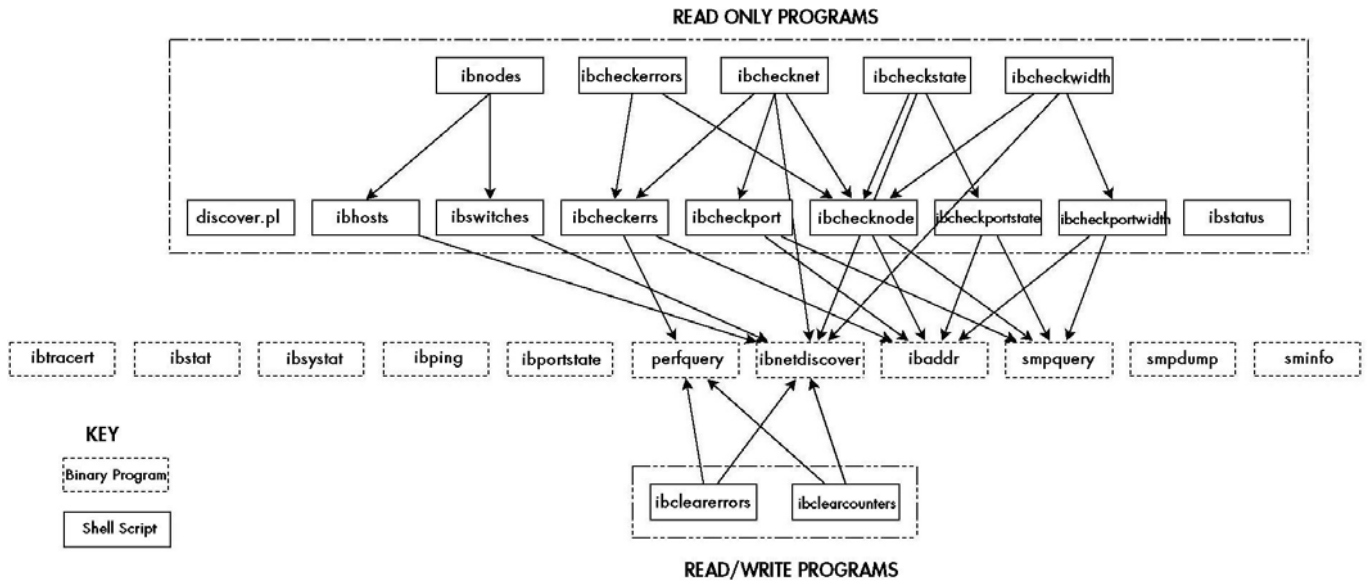 READ ONLY PROGRAMS
ibnodes
ibcheckerrors
ibchecknet
ibcheckstate
ibcheckwidth
discover.pl
ibhosts
ibswitches
ibcheckerrs
ibcheckport
ibchecknode
ibcheckportstate
ibcheckportwidth
ibstatus
ibtracert
ibstat
ibsystat
ibping
ibportstate
perfquery
ibnetdiscover
ibaddr
smpquery
smpdump
sminfo
KEY
Binary Program
Shell Script
ibclearerrors
ibclearcounters
READ/WRITE PROGRAMS